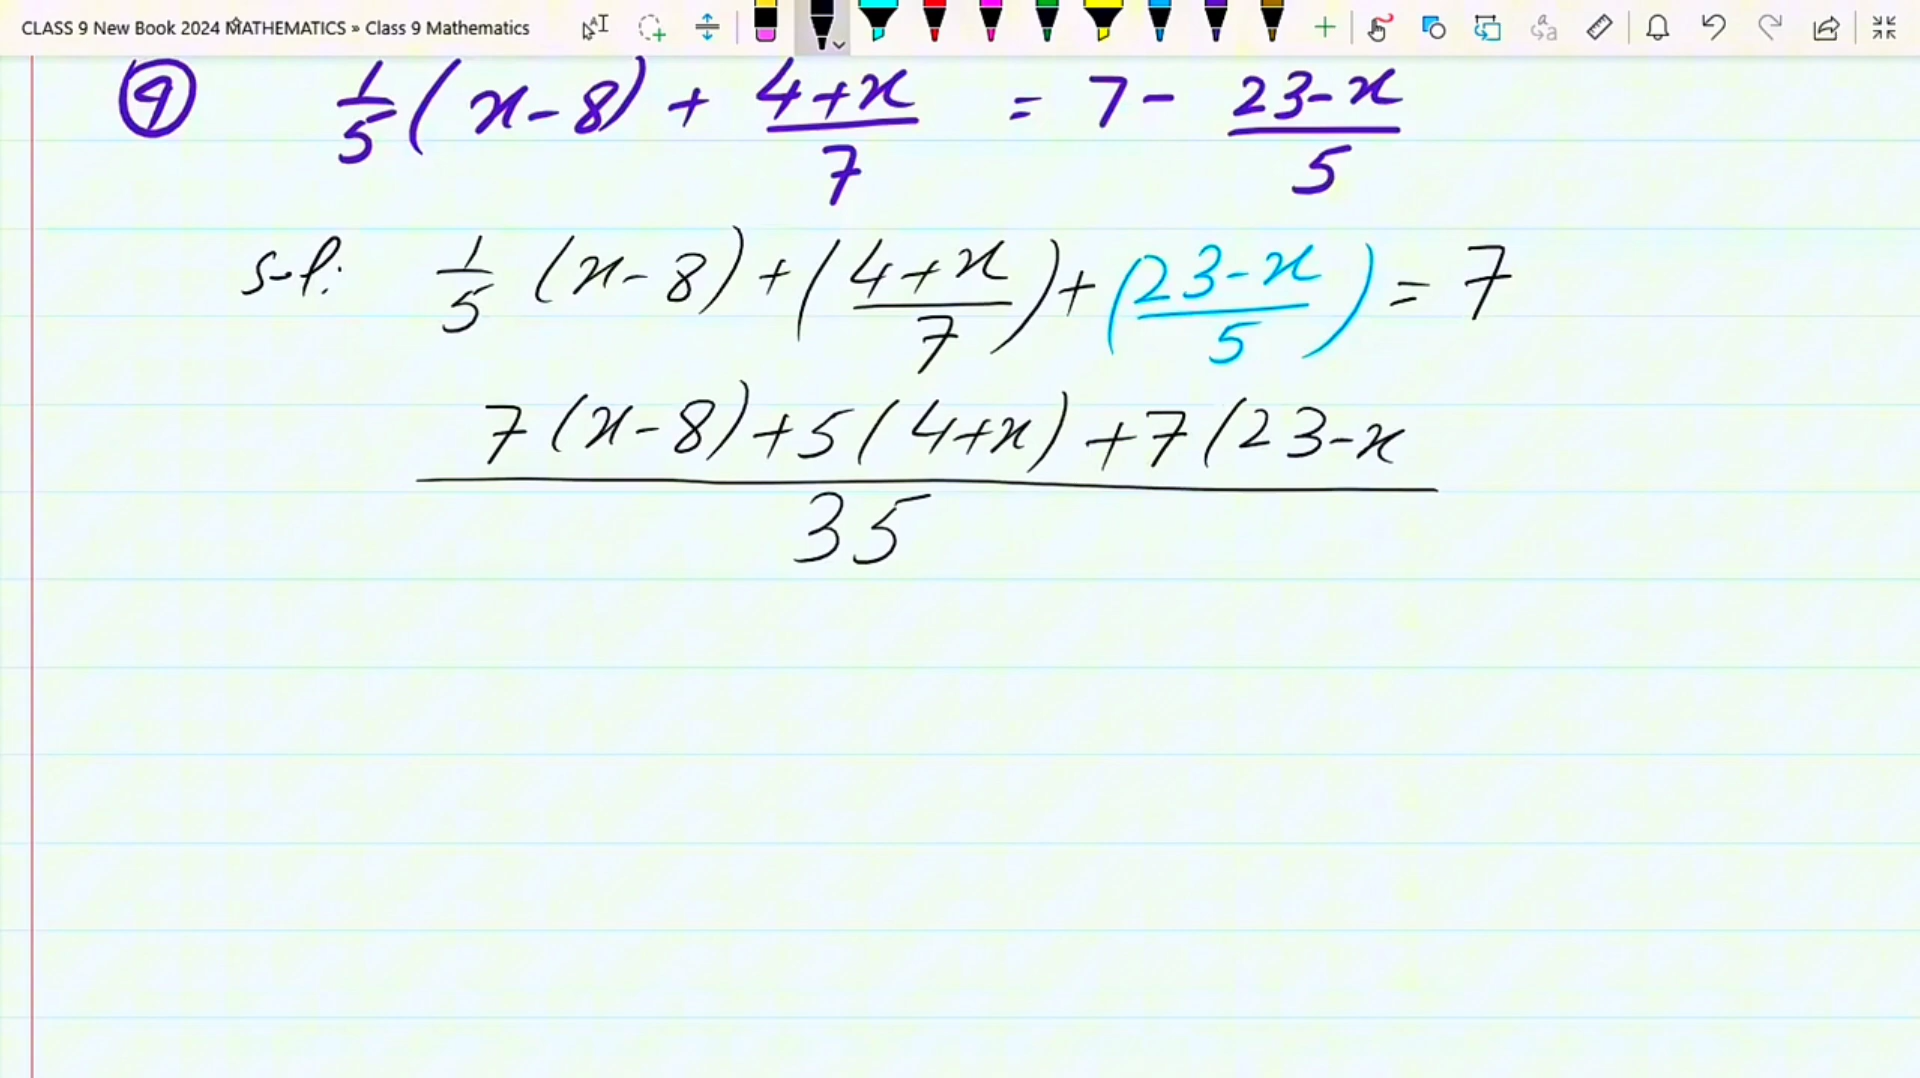 CLASS 9 New Book 2024 MATHEMATICS » Class 9 Mathematics
9 1/5 (x-8) + 4+x/7 = 7 - 23-x/5
Sol: 1/5 (x-8) + (4+x/7) + (23-x/5) = 7
7(x-8)+5(4+x)+7(23-x
35